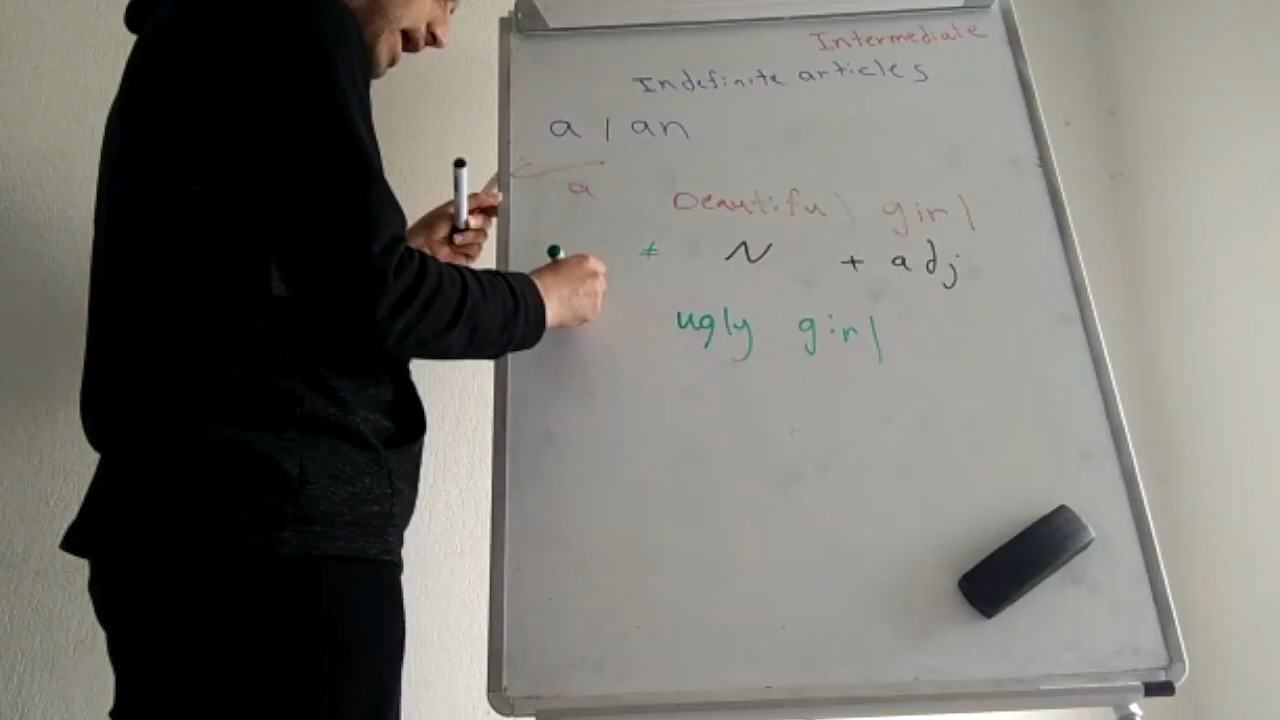 Intermediate
Indefinite articles
a / an
a beautiful girl
≠ N + adj
ugly girl